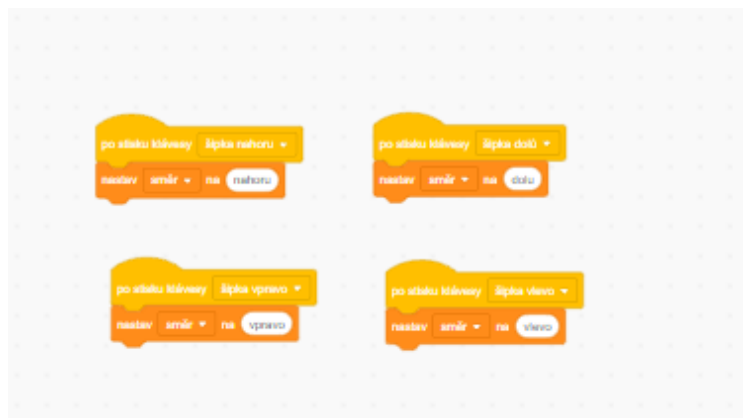 po stisku klávesy šipka nahoru
nastav směr na nahoru
po stisku klávesy šipka dolů
nastav směr na dolu
po stisku klávesy šipka vpravo
nastav směr na vpravo
po stisku klávesy šipka vlevo
nastav směr na vlevo